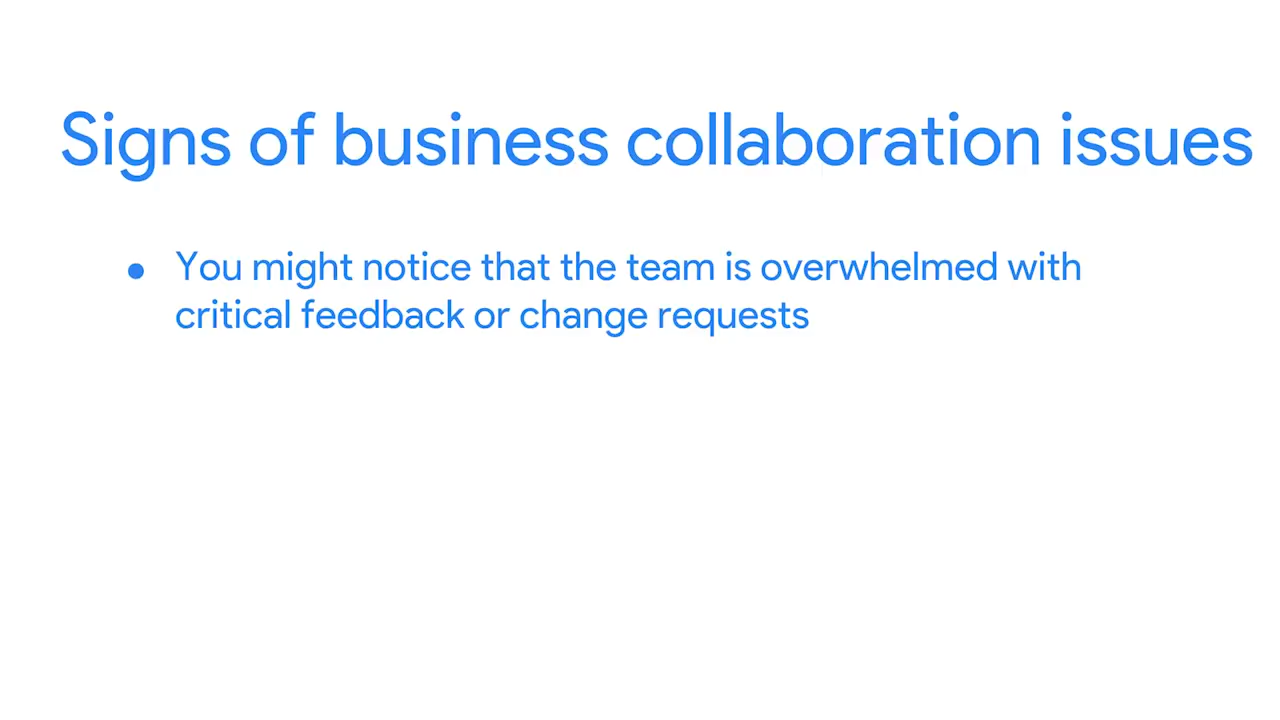 Signs of business collaboration issues
• You might notice that the team is overwhelmed with
critical feedback or change requests